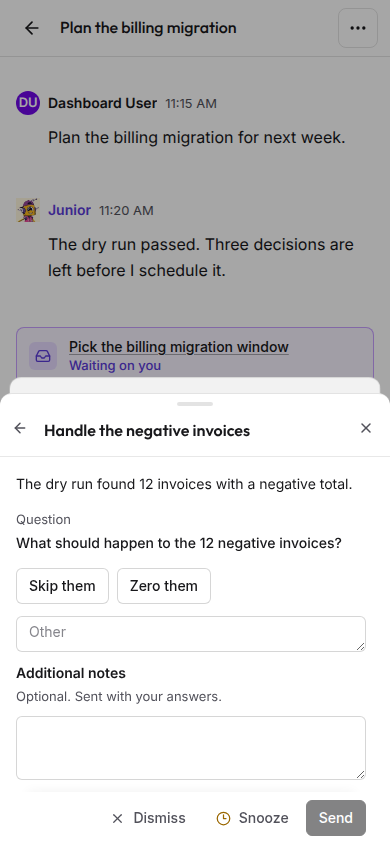 Plan the billing migration
DU Dashboard User 11:15 AM
Plan the billing migration for next week.
Junior 11:20 AM
The dry run passed. Three decisions are
left before I schedule it.
Pick the billing migration window
Waiting on you
Handle the negative invoices
The dry run found 12 invoices with a negative total.
Question
What should happen to the 12 negative invoices?
Skip them Zero them
Other
Additional notes
Optional. Sent with your answers.
Dismiss Snooze Send